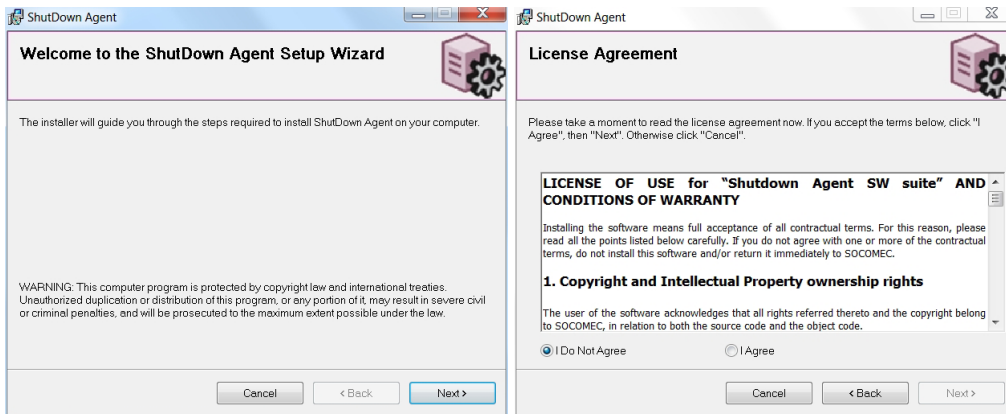 ShutDown Agent
Welcome to the ShutDown Agent Setup Wizard
The installer will guide you through the steps required to install ShutDown Agent on your computer.
WARNING: This computer program is protected by copyright law and international treaties.
Unauthorized duplication or distribution of this program, or any portion of it, may result in severe civil
or criminal penalties, and will be prosecuted to the maximum extent possible under the law.
Cancel
< Back
Next >
ShutDown Agent
License Agreement
Please take a moment to read the license agreement now. If you accept the terms below, click "I
Agree", then "Next". Otherwise click "Cancel".
LICENSE OF USE for “Shutdown Agent SW suite” AND
CONDITIONS OF WARRANTY
Installing the software means full acceptance of all contractual terms. For this reason, please
read all the points listed below carefully. If you do not agree with one or more of the contractual
terms, do not install this software and/or return it immediately to SOCOMEC.
1. Copyright and Intellectual Property ownership rights
The user of the software acknowledges that all rights referred thereto and the copyright belong
to SOCOMEC, in relation to both the source code and the object code.
I Do Not Agree
I Agree
Cancel
< Back
Next >